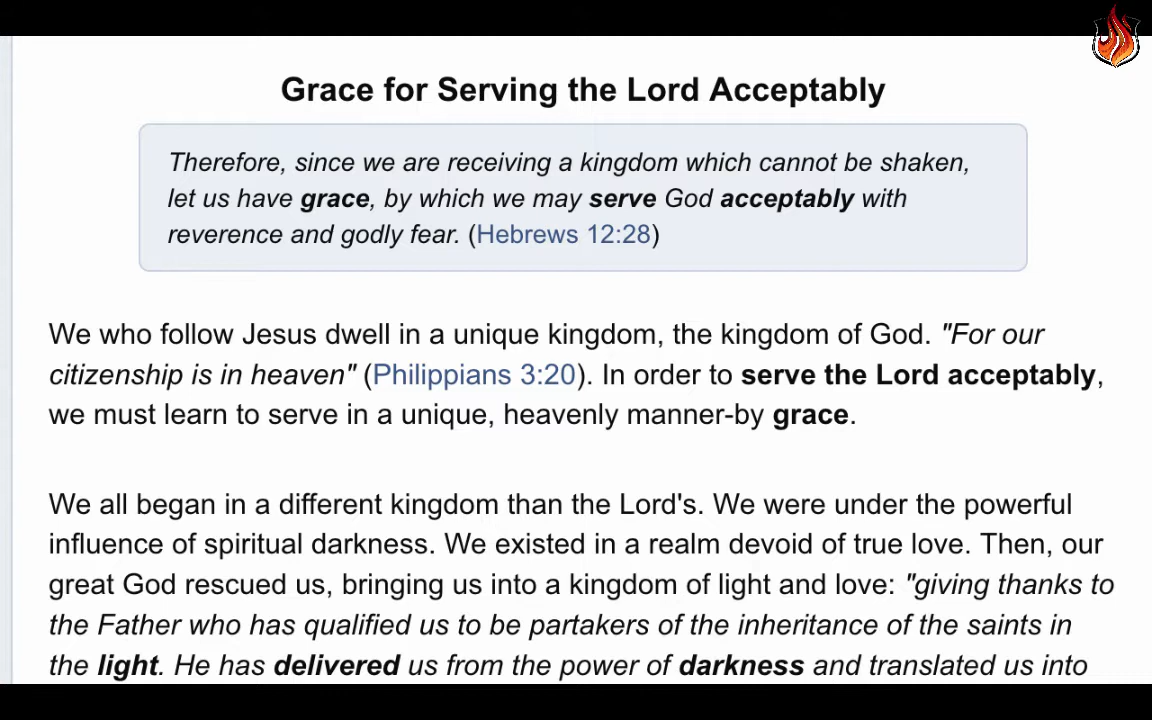 Grace for Serving the Lord Acceptably
Therefore, since we are receiving a kingdom which cannot be shaken,
let us have grace, by which we may serve God acceptably with
reverence and godly fear. (Hebrews 12:28)
We who follow Jesus dwell in a unique kingdom, the kingdom of God. "For our
citizenship is in heaven" (Philippians 3:20). In order to serve the Lord acceptably,
we must learn to serve in a unique, heavenly manner-by grace.
We all began in a different kingdom than the Lord's. We were under the powerful
influence of spiritual darkness. We existed in a realm devoid of true love. Then, our
great God rescued us, bringing us into a kingdom of light and love: "giving thanks to
the Father who has qualified us to be partakers of the inheritance of the saints in
the light. He has delivered us from the power of darkness and translated us into